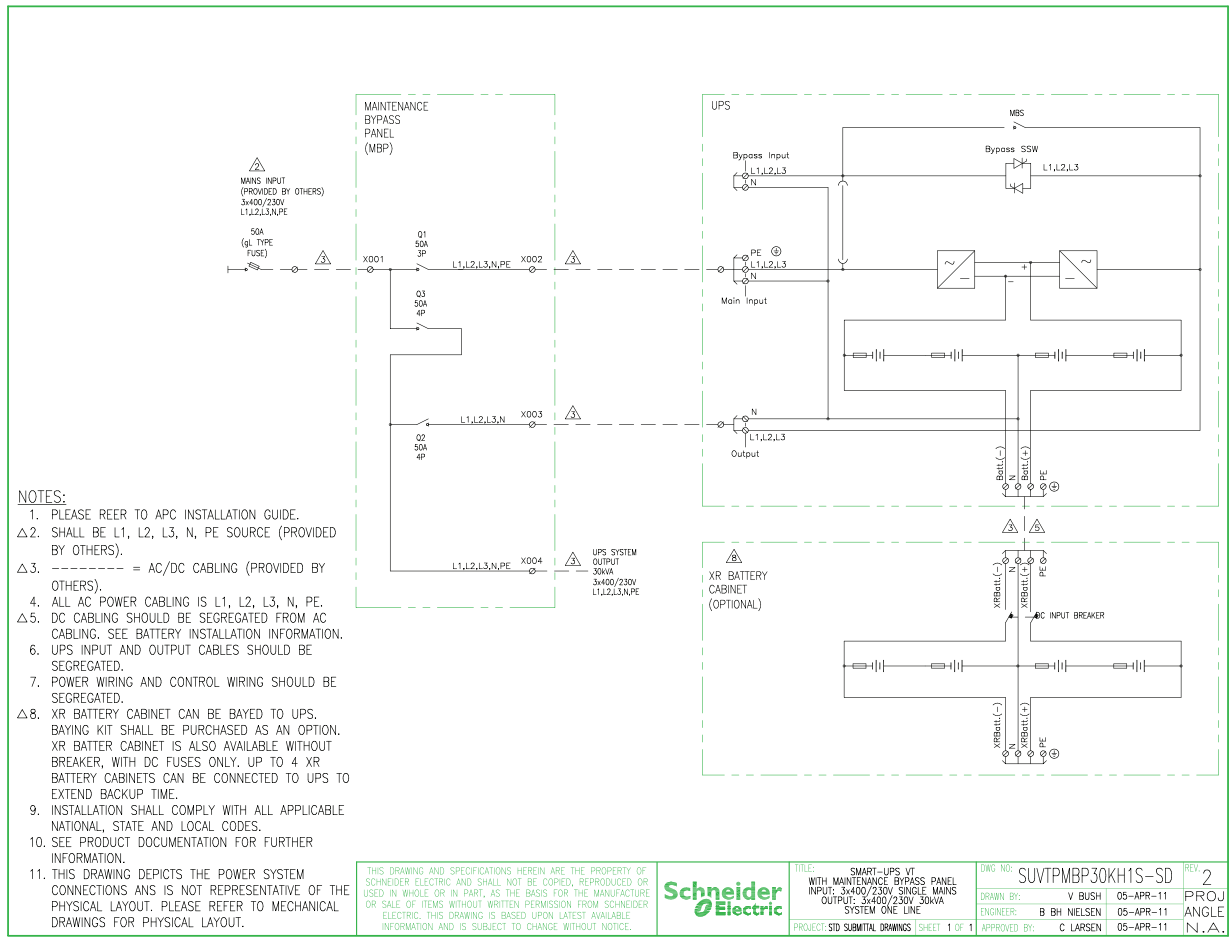 MAINTENANCE
BYPASS
PANEL
(MBP)
UPS
MBS
Bypass SSW
L1,L2,L3
Bypass Input
L1,L2,L3
N
2
MAINS INPUT
(PROVIDED BY OTHERS)
3x400/230V
L1,L2,L3,N,PE
50A
(gL TYPE
FUSE)
3
X001
Q1
50A
3P
L1,L2,L3,N,PE
X002
3
PE
L1,L2,L3
N
Main Input
~
+
–
~
Q3
50A
4P
L1,L2,L3,N
X003
3
Q2
50A
4P
N
L1,L2,L3
Output
Batt.(–)
N
Batt.(+)
PE
3
5
L1,L2,L3,N,PE
X004
3
UPS SYSTEM
OUTPUT
30kVA
3x400/230V
L1,L2,L3,N,PE
8
XR BATTERY
CABINET
(OPTIONAL)
XRBatt.(–)
N
XRBatt.(+)
PE
DC INPUT BREAKER
XRBatt.(–)
N
XRBatt.(+)
PE
NOTES:
1. PLEASE REER TO APC INSTALLATION GUIDE.
△2. SHALL BE L1, L2, L3, N, PE SOURCE (PROVIDED
BY OTHERS).
△3. –––––––– = AC/DC CABLING (PROVIDED BY
OTHERS).
4. ALL AC POWER CABLING IS L1, L2, L3, N, PE.
△5. DC CABLING SHOULD BE SEGREGATED FROM AC
CABLING. SEE BATTERY INSTALLATION INFORMATION.
6. UPS INPUT AND OUTPUT CABLES SHOULD BE
SEGREGATED.
7. POWER WIRING AND CONTROL WIRING SHOULD BE
SEGREGATED.
△8. XR BATTERY CABINET CAN BE BAYED TO UPS.
BAYING KIT SHALL BE PURCHASED AS AN OPTION.
XR BATTER CABINET IS ALSO AVAILABLE WITHOUT
BREAKER, WITH DC FUSES ONLY. UP TO 4 XR
BATTERY CABINETS CAN BE CONNECTED TO UPS TO
EXTEND BACKUP TIME.
9. INSTALLATION SHALL COMPLY WITH ALL APPLICABLE
NATIONAL, STATE AND LOCAL CODES.
10. SEE PRODUCT DOCUMENTATION FOR FURTHER
INFORMATION.
11. THIS DRAWING DEPICTS THE POWER SYSTEM
CONNECTIONS ANS IS NOT REPRESENTATIVE OF THE
PHYSICAL LAYOUT. PLEASE REFER TO MECHANICAL
DRAWINGS FOR PHYSICAL LAYOUT.
THIS DRAWING AND SPECIFICATIONS HEREIN ARE THE PROPERTY OF
SCHNEIDER ELECTRIC AND SHALL NOT BE COPIED, REPRODUCED OR
USED IN WHOLE OR IN PART, AS THE BASIS FOR THE MANUFACTURE
OR SALE OF ITEMS WITHOUT WRITTEN PERMISSION FROM SCHNEIDER
ELECTRIC. THIS DRAWING IS BASED UPON LATEST AVAILABLE
INFORMATION AND IS SUBJECT TO CHANGE WITHOUT NOTICE.
Schneider
Electric
TITLE:
SMART-UPS VT
WITH MAINTENANCE BYPASS PANEL
INPUT: 3x400/230V SINGLE MAINS
OUTPUT: 3x400/230V 30kVA
SYSTEM ONE LINE
PROJECT: STD SUBMITTAL DRAWINGS SHEET 1 OF 1
DWG NO: SUVTPMBP30KH1S–SD
REV. 2
DRAWN BY: V BUSH 05–APR–11
ENGINEER: B BH NIELSEN 05–APR–11
APPROVED BY: C LARSEN 05–APR–11
PROJ
ANGLE
N.A.